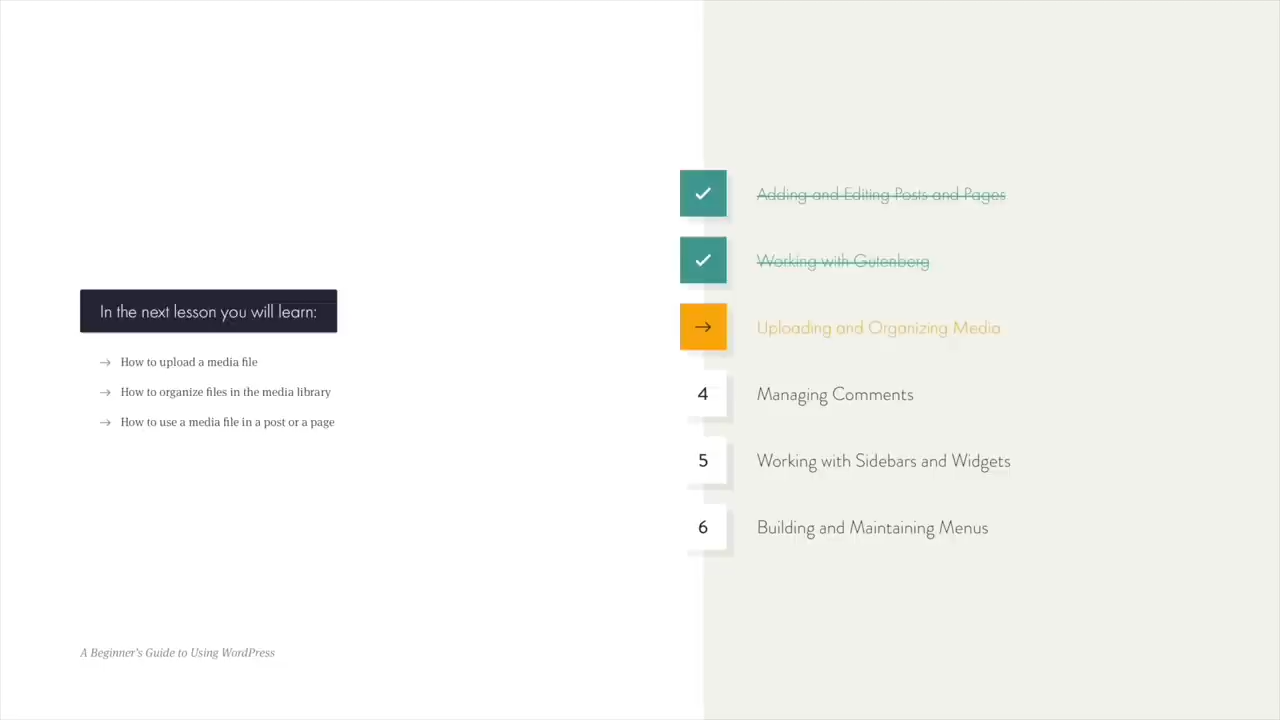 In the next lesson you will learn:
→ How to upload a media file
→ How to organize files in the media library
→ How to use a media file in a post or a page
A Beginner's Guide to Using WordPress
✓ Adding and Editing Posts and Pages
✓ Working with Gutenberg
→ Uploading and Organizing Media
4 Managing Comments
5 Working with Sidebars and Widgets
6 Building and Maintaining Menus